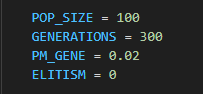 POP_SIZE = 100
GENERATIONS = 300
PM_GENE = 0.02
ELITISM = 0